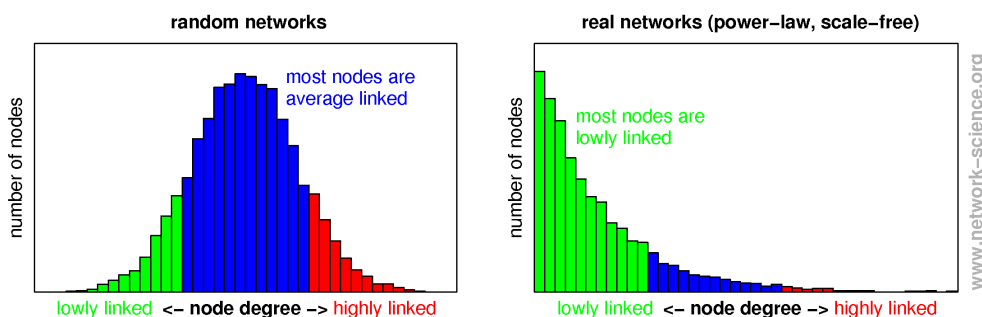 random networks
number of nodes
most nodes are
average linked
lowly linked <– node degree –> highly linked
real networks (power–law, scale–free)
number of nodes
most nodes are
lowly linked
lowly linked <– node degree –> highly linked
www.network–science.org